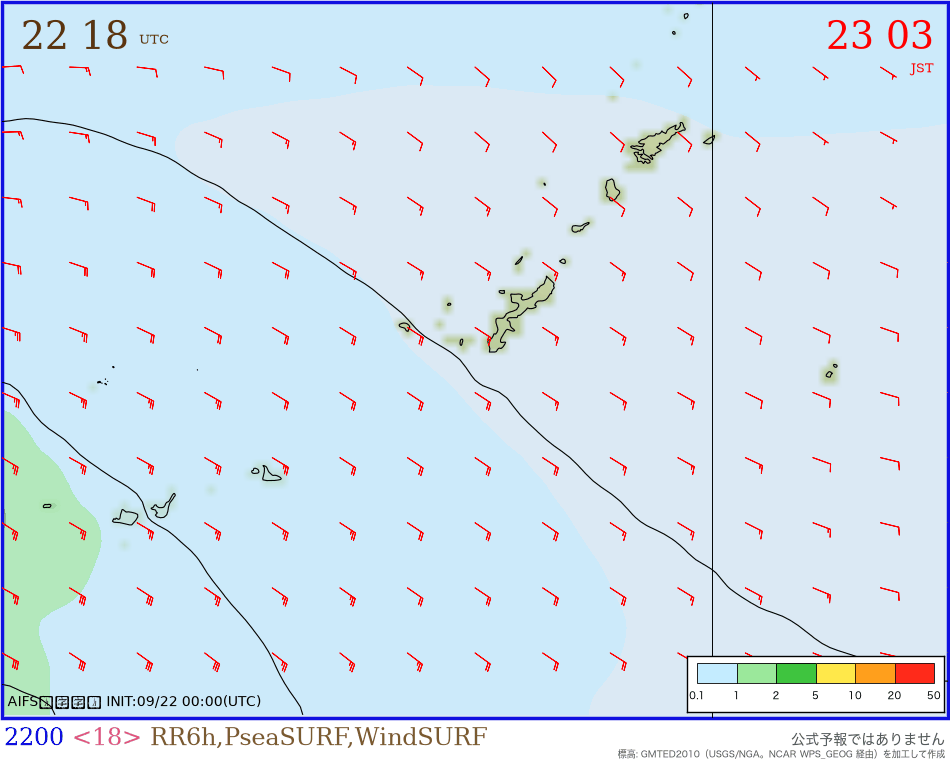 22 18 UTC
23 03
JST
AIFS INIT:09/22 00:00(UTC)
0.1 1 2 5 10 20 50
2200 <18> RR6h,PseaSURF,WindSURF
公式予報ではありません
標高: GMTED2010（USGS/NGA。NCAR WPS_GEOG 経由）を加工して作成